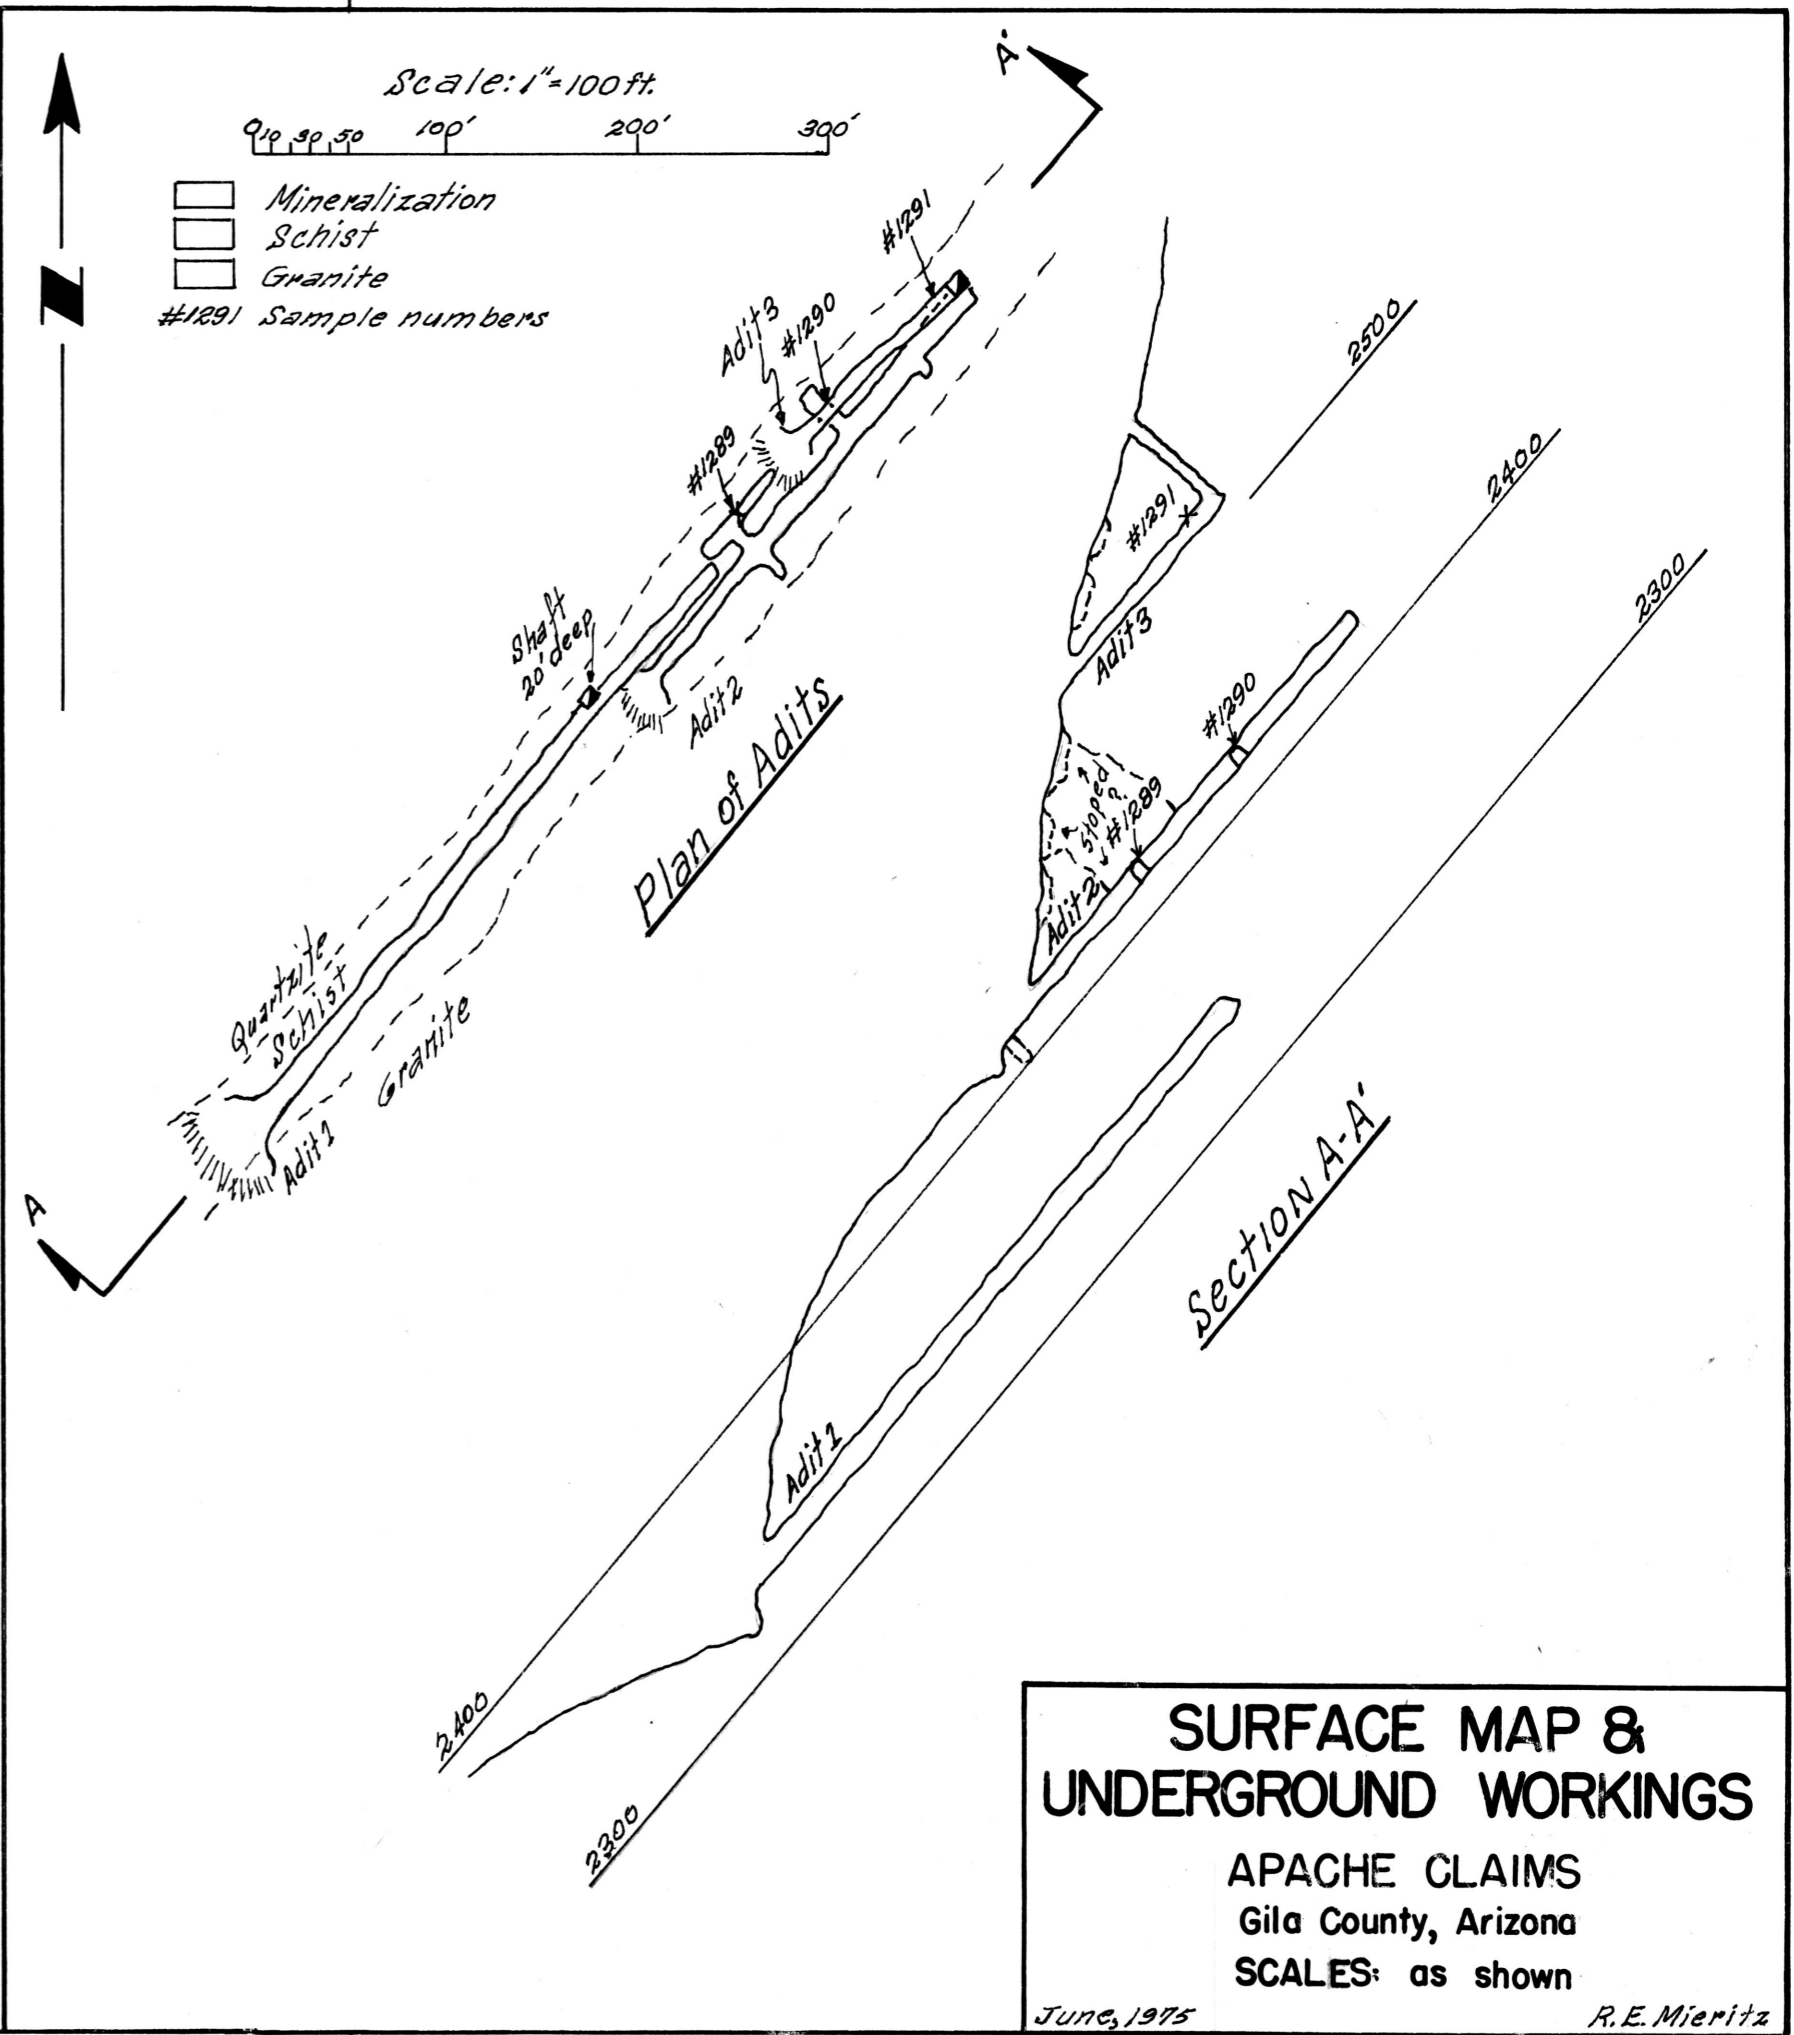 Scale: 1"=100 ft.
0 10 30 50 100' 200' 300'
Mineralization
Schist
Granite
#1291 Sample numbers
N
A'
#1291
Adit 3
#1290
#1289
Shaft
20' deep
Adit 2
Plan of Adits
Quartzite
Schist
Granite
Adit 1
A
2500
2400
2300
#1291
Adit 3
#1290
Stoped ?
#1289
Adit 2
Adit 1
Section A-A'
2400
2300
SURFACE MAP &
UNDERGROUND WORKINGS
APACHE CLAIMS
Gila County, Arizona
SCALES: as shown
June, 1975 R.E. Mieritz